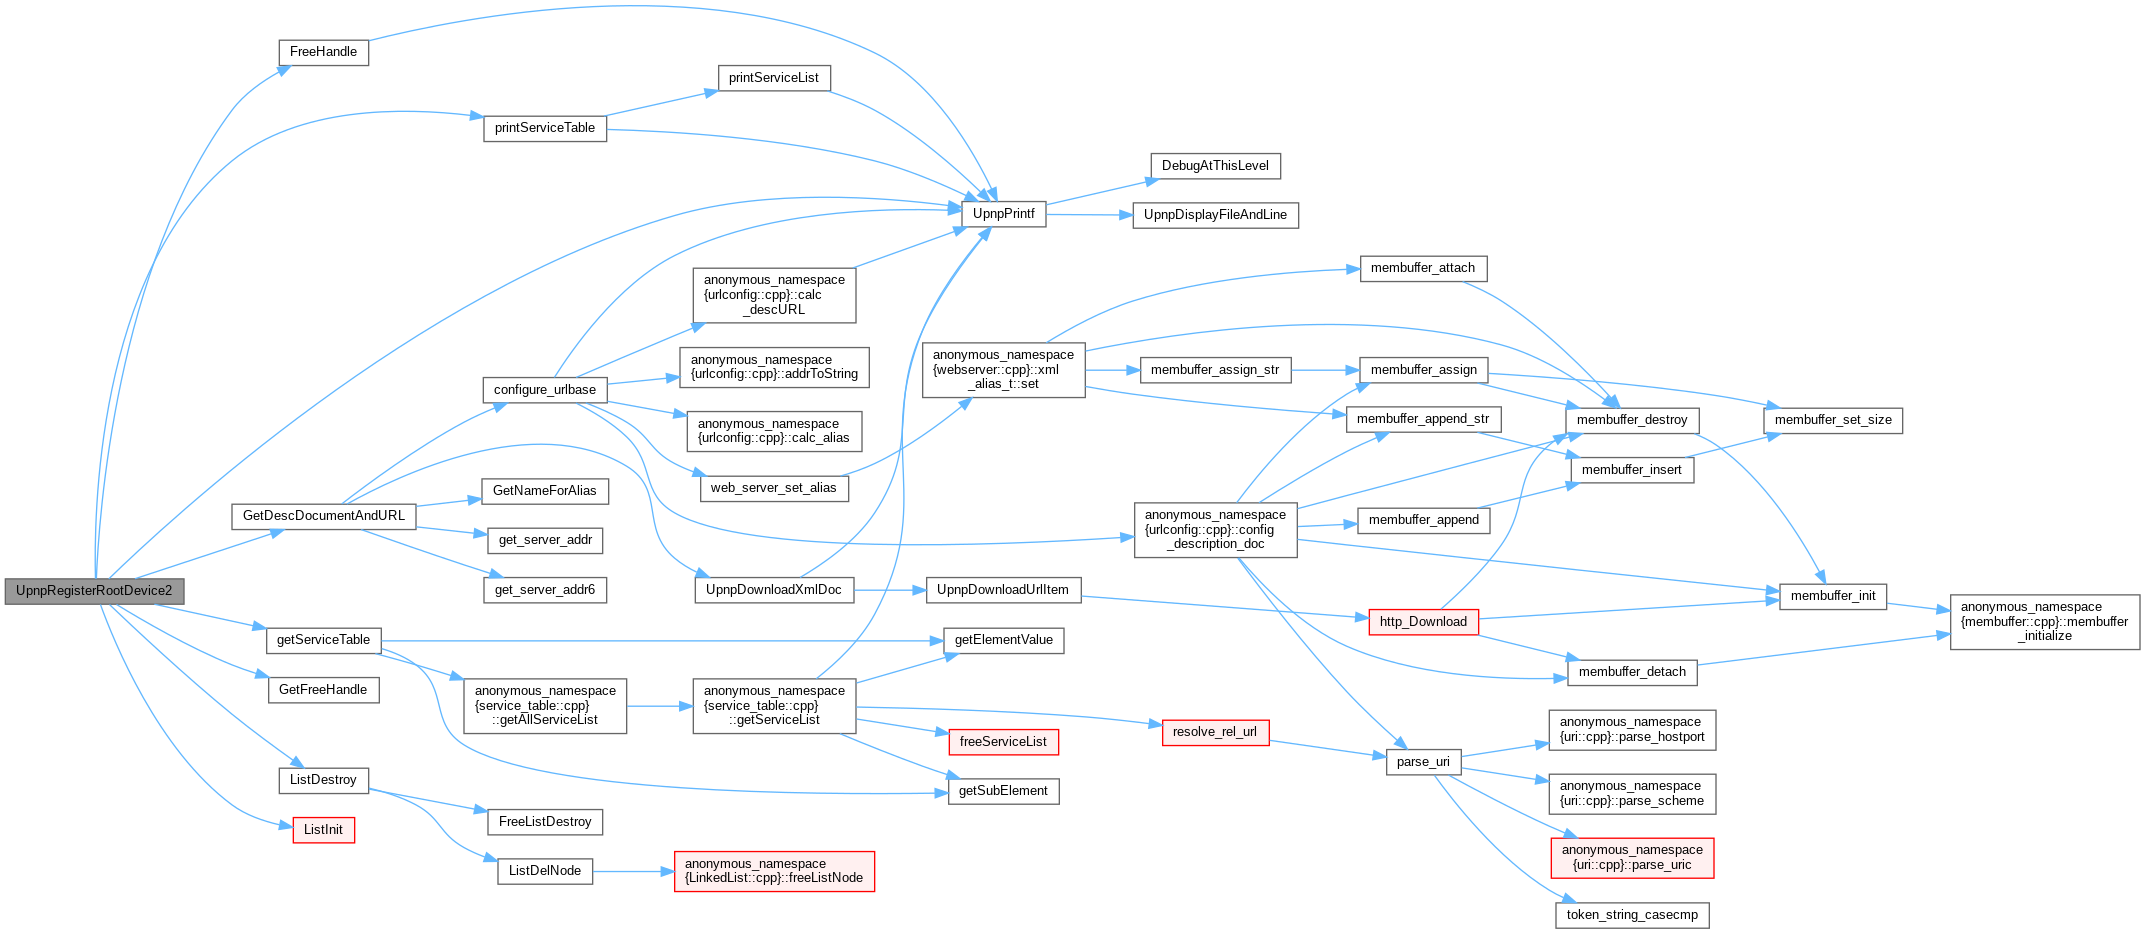 FreeHandle
printServiceList
printServiceTable
DebugAtThisLevel
UpnpPrintf
UpnpDisplayFileAndLine
anonymous_namespace
{urlconfig::cpp}::calc
_descURL
membuffer_attach
anonymous_namespace
{urlconfig::cpp}::addrToString
configure_urlbase
anonymous_namespace
{webserver::cpp}::xml
_alias_t::set
membuffer_assign_str
membuffer_assign
anonymous_namespace
{urlconfig::cpp}::calc_alias
membuffer_append_str
membuffer_destroy
membuffer_set_size
membuffer_insert
web_server_set_alias
GetNameForAlias
GetDescDocumentAndURL
get_server_addr
get_server_addr6
anonymous_namespace
{urlconfig::cpp}::config
_description_doc
membuffer_append
UpnpRegisterRootDevice2
UpnpDownloadXmlDoc
UpnpDownloadUrlItem
http_Download
membuffer_init
anonymous_namespace
{membuffer::cpp}::membuffer
_initialize
getServiceTable
getElementValue
membuffer_detach
GetFreeHandle
anonymous_namespace
{service_table::cpp}
::getAllServiceList
anonymous_namespace
{service_table::cpp}
::getServiceList
freeServiceList
resolve_rel_url
getSubElement
parse_uri
anonymous_namespace
{uri::cpp}::parse_hostport
anonymous_namespace
{uri::cpp}::parse_scheme
anonymous_namespace
{uri::cpp}::parse_uric
token_string_casecmp
ListDestroy
ListInit
FreeListDestroy
ListDelNode
anonymous_namespace
{LinkedList::cpp}::freeListNode